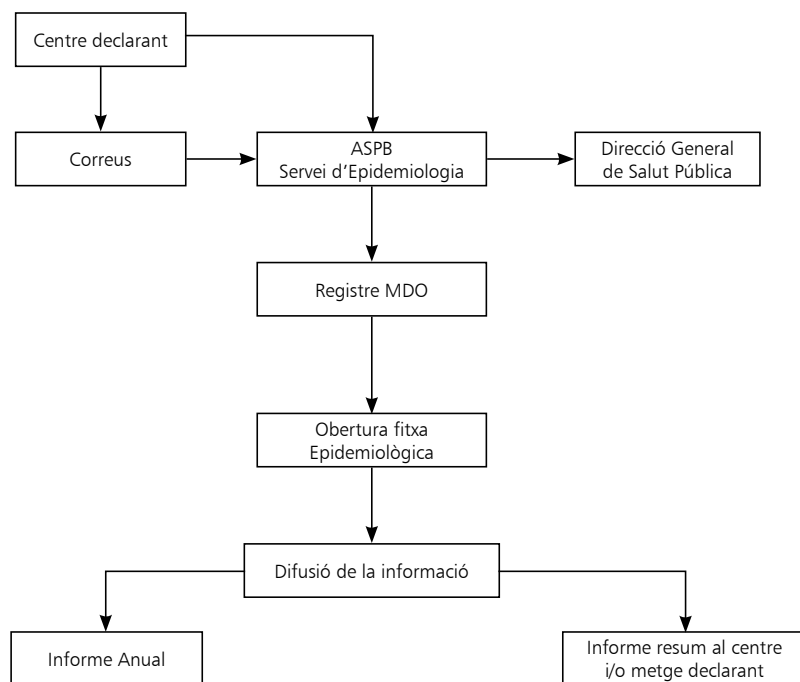 Centre declarant
Correus
ASPB
Servei d'Epidemiologia
Direcció General
de Salut Pública
Registre MDO
Obertura fitxa
Epidemiològica
Difusió de la informació
Informe Anual
Informe resum al centre
i/o metge declarant